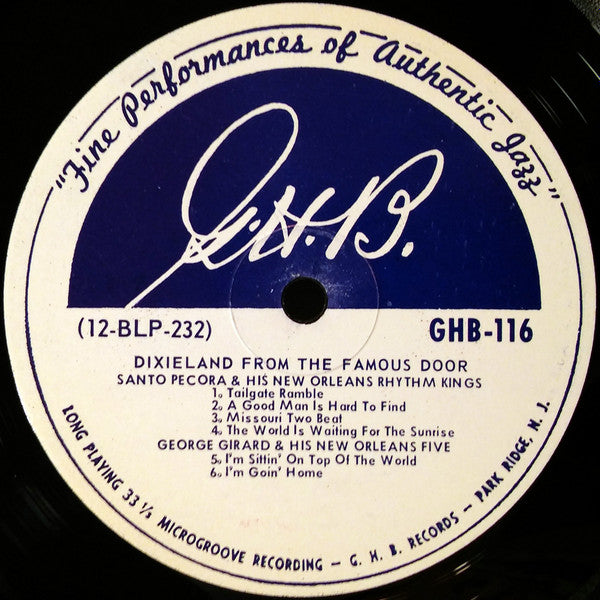 "Fine Performances of Authentic Jazz"
G.H.B.
(12-BLP-232)
GHB-116
DIXIELAND FROM THE FAMOUS DOOR
SANTO PECORA & HIS NEW ORLEANS RHYTHM KINGS
1. Tailgate Ramble
2. A Good Man Is Hard To Find
3. Missouri Two Beat
4. The World Is Waiting For The Sunrise
GEORGE GIRARD & HIS NEW ORLEANS FIVE
5. I'm Sittin' On Top Of The World
6. I'm Goin' Home
LONG PLAYING 33 ⅓ MICROGROOVE RECORDING – G. H. B. RECORDS – PARK RIDGE, N. J.